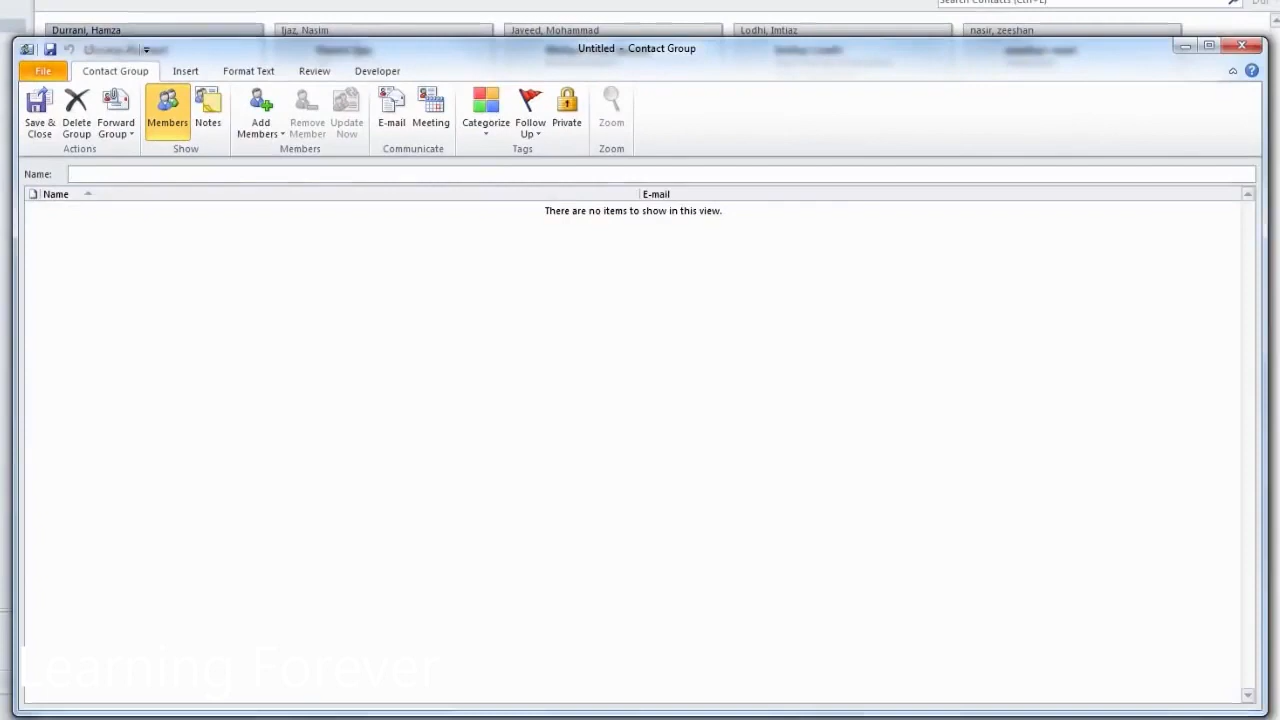 Search Contacts (Ctrl+E)
Durrani, Hamza
Ijaz, Nasim
Javeed, Mohammad
Lodhi, Imtiaz
nasir, zeeshan
Untitled - Contact Group
File
Contact Group
Insert
Format Text
Review
Developer
Save & Close
Delete Group
Forward Group
Members
Notes
Add Members
Remove Member
Update Now
E-mail
Meeting
Categorize
Follow Up
Private
Zoom
Actions
Show
Members
Communicate
Tags
Zoom
Name:
Name
E-mail
There are no items to show in this view.
Learning Forever